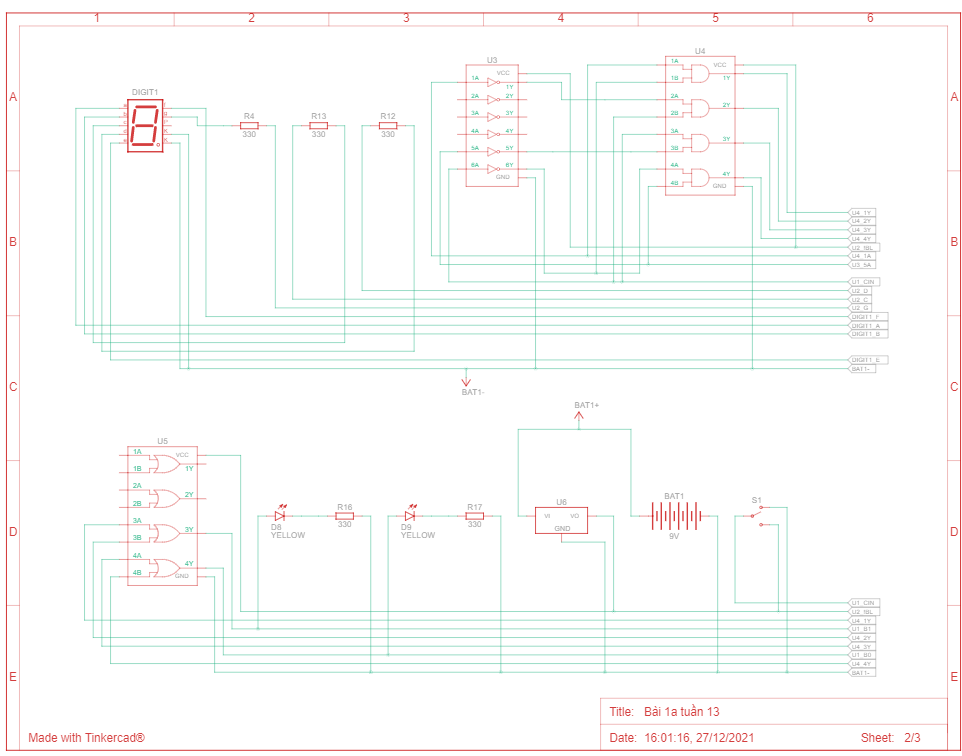 1 2 3 4 5 6
A A
B B
C C
D D
E E
DIGIT1
R4
330
R13
330
R12
330
U3
VCC
1A 1Y
2A 2Y
3A 3Y
4A 4Y
5A 5Y
6A 6Y
GND
U4
1A VCC
1B 1Y
2A 2Y
2B
3A 3Y
3B
4A 4Y
4B GND
U4_1Y
U4_2Y
U4_3Y
U4_4Y
U2_!BL
U4_1A
U3_5A
U1_CIN
U2_D
U2_C
U2_G
DIGIT1_F
DIGIT1_A
DIGIT1_B
DIGIT1_E
BAT1-
BAT1-
BAT1+
U5
1A VCC
1B 1Y
2A 2Y
2B
3A 3Y
3B
4A 4Y
4B GND
D8
YELLOW
R16
330
D9
YELLOW
R17
330
U6
VI VO
GND
BAT1
9V
S1
U1_CIN
U2_!BL
U4_1Y
U1_B1
U4_2Y
U4_3Y
U1_B0
U4_4Y
BAT1-
Title: Bài 1a tuần 13
Made with Tinkercad®
Date: 16:01:16, 27/12/2021 Sheet: 2/3